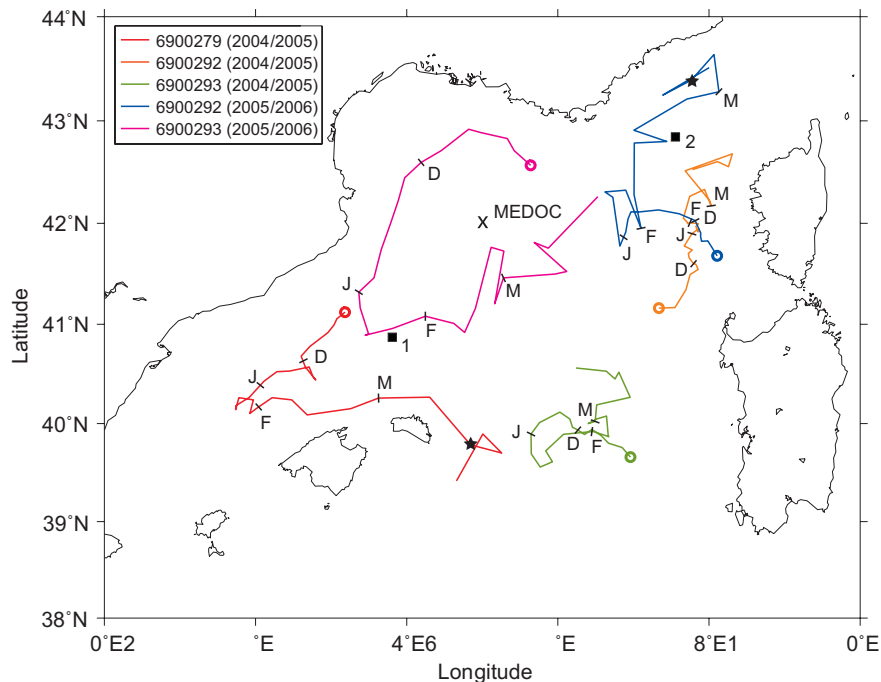 44˚N
43˚N
42˚N
41˚N
40˚N
39˚N
38˚N
Latitude
6900279 (2004/2005)
6900292 (2004/2005)
6900293 (2004/2005)
6900292 (2005/2006)
6900293 (2005/2006)
M
2
D
MEDOC
M
F
D
J
F
J
M
D
J
F
1
D
J
M
F
M
J
D
F
0˚E2
˚E
4˚E6
˚E
8˚E1
0˚E
Longitude